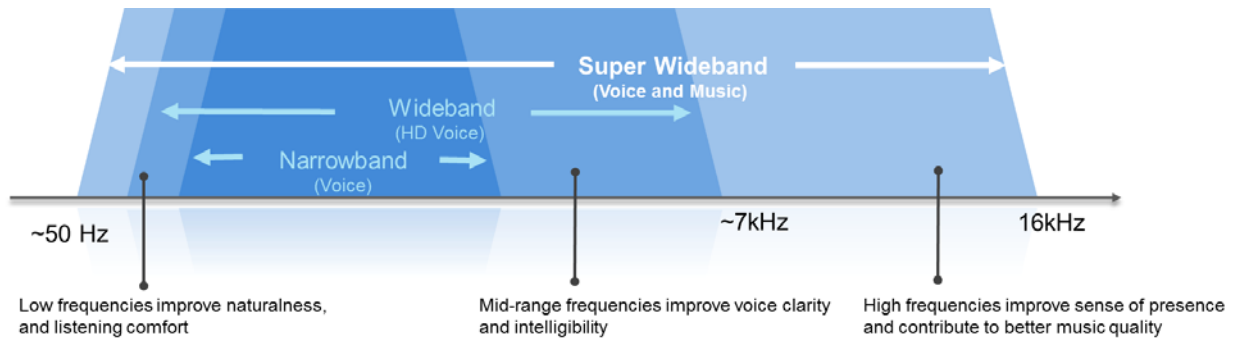 Super Wideband
(Voice and Music)
Wideband
(HD Voice)
Narrowband
(Voice)
~50 Hz
~7kHz
16kHz
Low frequencies improve naturalness,
and listening comfort
Mid-range frequencies improve voice clarity
and intelligibility
High frequencies improve sense of presence
and contribute to better music quality